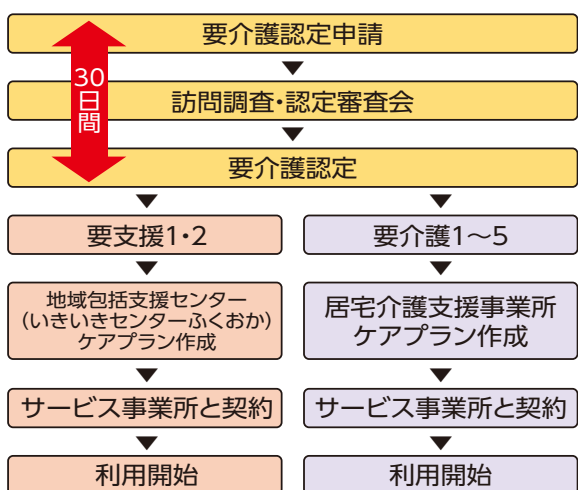 要介護認定申請
30日間
訪問調査・認定審査会
要介護認定
要支援1・2
要介護1～5
地域包括支援センター
（いきいきセンターふくおか）
ケアプラン作成
居宅介護支援事業所
ケアプラン作成
サービス事業所と契約
サービス事業所と契約
利用開始
利用開始